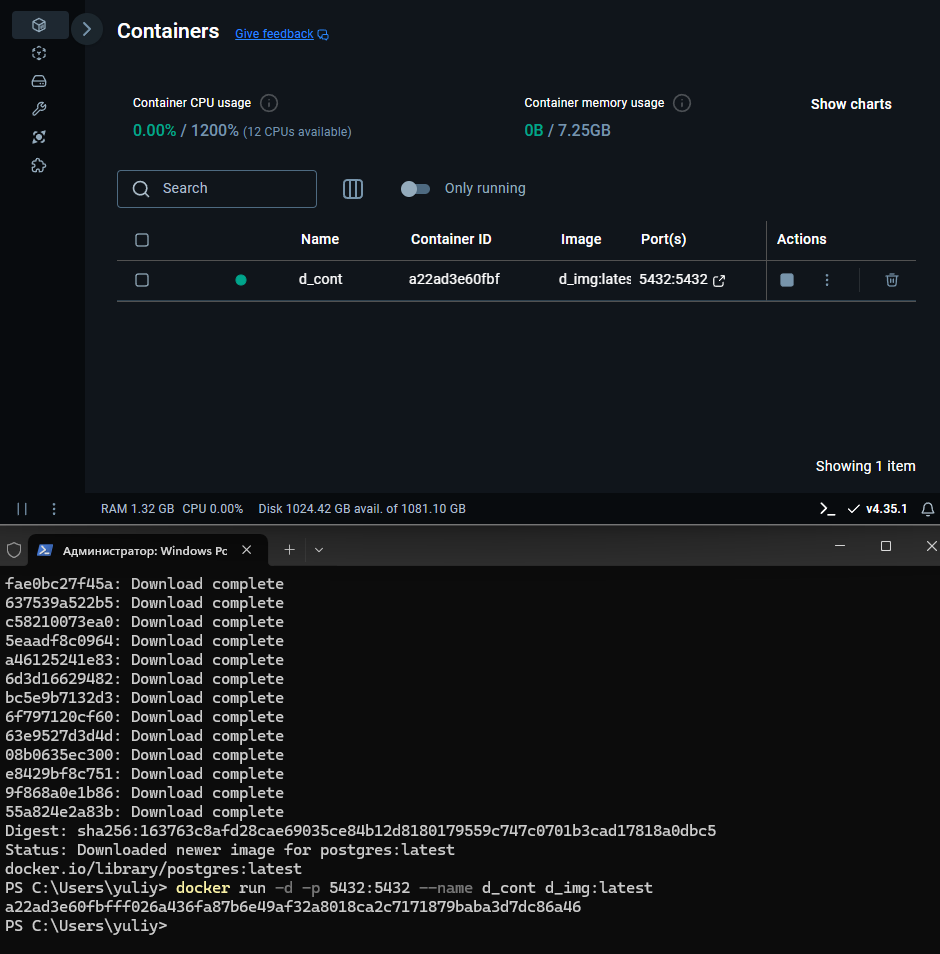 Containers Give feedback
Container CPU usage
0.00% / 1200% (12 CPUs available)
Container memory usage
0B / 7.25GB
Show charts
Search
Only running
Name Container ID Image Port(s) Actions
d_cont a22ad3e60fbf d_img:lates 5432:5432
Showing 1 item
RAM 1.32 GB CPU 0.00% Disk 1024.42 GB avail. of 1081.10 GB v4.35.1
Администратор: Windows Pc
fae0bc27f45a: Download complete
637539a522b5: Download complete
c58210073ea0: Download complete
5eaadf8c0964: Download complete
a46125241e83: Download complete
6d3d16629482: Download complete
bc5e9b7132d3: Download complete
6f797120cf60: Download complete
63e9527d3d4d: Download complete
08b0635ec300: Download complete
e8429bf8c751: Download complete
9f868a0e1b86: Download complete
55a824e2a83b: Download complete
Digest: sha256:163763c8afd28cae69035ce84b12d8180179559c747c0701b3cad17818a0dbc5
Status: Downloaded newer image for postgres:latest
docker.io/library/postgres:latest
PS C:\Users\yuliy> docker run -d -p 5432:5432 --name d_cont d_img:latest
a22ad3e60fbfff026a436fa87b6e49af32a8018ca2c7171879baba3d7dc86a46
PS C:\Users\yuliy>